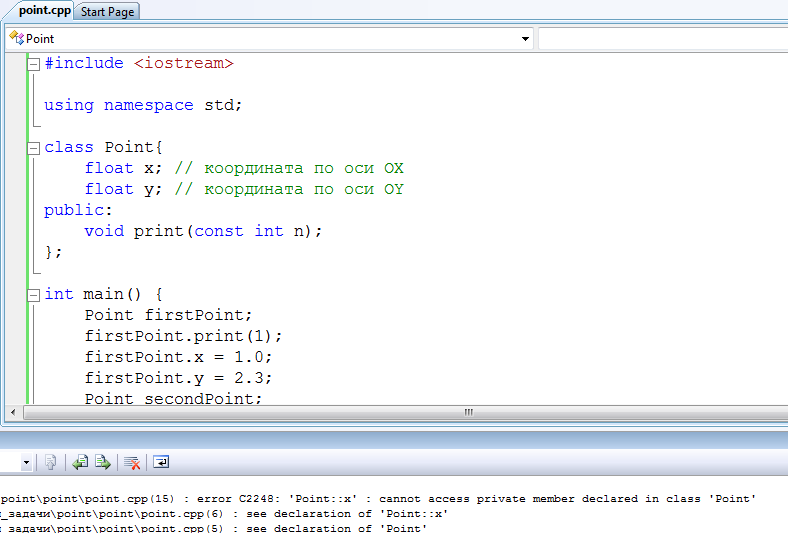 point.cpp Start Page
Point
#include <iostream>
using namespace std;
class Point{
float x; // координата по оси OX
float y; // координата по оси OY
public:
void print(const int n);
};
int main() {
Point firstPoint;
firstPoint.print(1);
firstPoint.x = 1.0;
firstPoint.y = 2.3;
Point secondPoint;
point\point\point.cpp(15) : error C2248: 'Point::x' : cannot access private member declared in class 'Point'
_задачи\point\point\point.cpp(6) : see declaration of 'Point::x'
_задачи\point\point\point.cpp(5) : see declaration of 'Point'